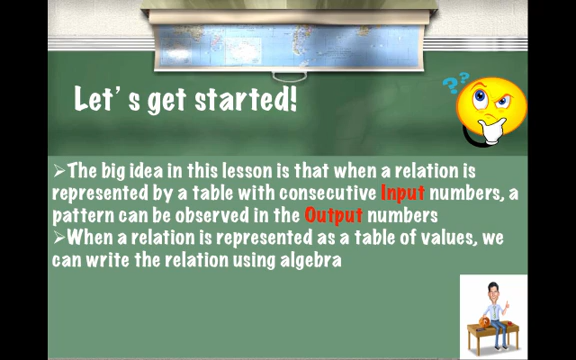 Let's get started!
➢The big idea in this lesson is that when a relation is
represented by a table with consecutive Input numbers, a
pattern can be observed in the Output numbers
➢When a relation is represented as a table of values, we
can write the relation using algebra